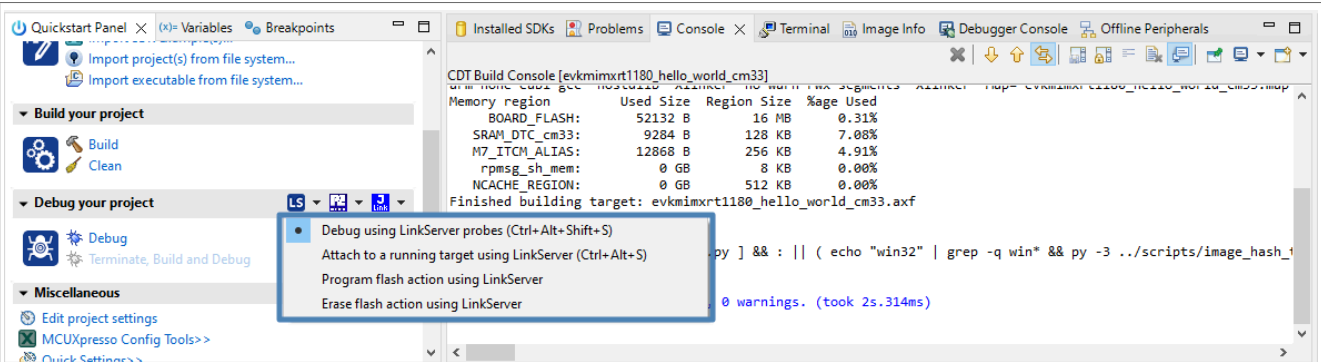 Quickstart Panel (x)= Variables Breakpoints
Import project(s) from file system...
Import executable from file system...
Build your project
Build
Clean
Debug your project LS Link
Debug
Terminate, Build and Debug
Debug using LinkServer probes (Ctrl+Alt+Shift+S)
Attach to a running target using LinkServer (Ctrl+Alt+S)
Program flash action using LinkServer
Erase flash action using LinkServer
Miscellaneous
Edit project settings
MCUXpresso Config Tools>>
Quick Settings>>
Installed SDKs Problems Console Terminal Image Info Debugger Console Offline Peripherals
CDT Build Console [evkmimxrt1180_hello_world_cm33]
Memory region Used Size Region Size %age Used
BOARD_FLASH: 52132 B 16 MB 0.31%
SRAM_DTC_cm33: 9284 B 128 KB 7.08%
M7_ITCM_ALIAS: 12868 B 256 KB 4.91%
rpmsg_sh_mem: 0 GB 8 KB 0.00%
NCACHE_REGION: 0 GB 512 KB 0.00%
Finished building target: evkmimxrt1180_hello_world_cm33.axf
py ] && : || ( echo "win32" | grep -q win* && py -3 ../scripts/image_hash_
0 warnings. (took 2s.314ms)